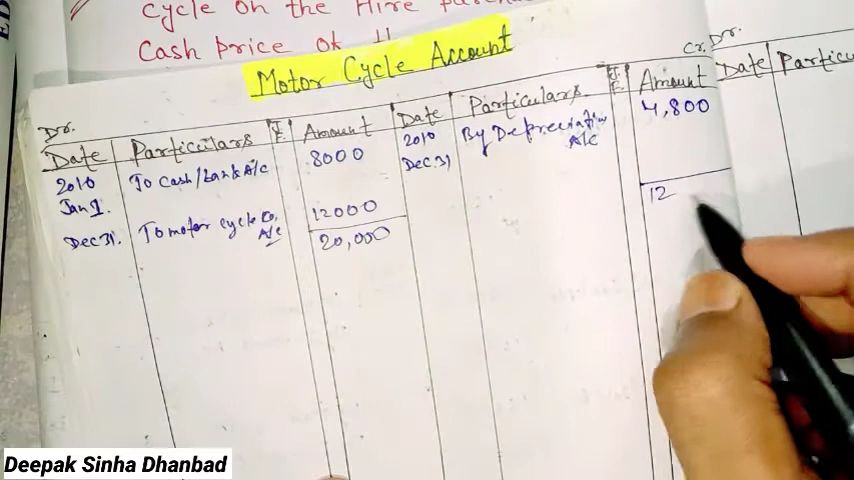 Cycle on the Hire
Cash price of
Motor Cycle Account
Dr. Cr. Dr.
Date Particulars J.F. Amount Date Particulars J.F. Amount Date
2010 To Cash/Bank A/c 8000 2010 By Depreciation A/c 4,800
Jan 1. Dec 31
Dec 31. To motor cycle Co. A/c 12000
20,000 12
Deepak Sinha Dhanbad